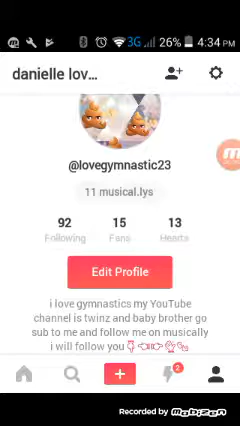 3G 26% 4:34 PM
danielle lov...
@lovegymnastic23
11 musical.lys
92 15 13
Following Fans Hearts
Edit Profile
i love gymnastics my YouTube
channel is twinz and baby brother go
sub to me and follow me on musically
i will follow you
2
Recorded by Mobizen